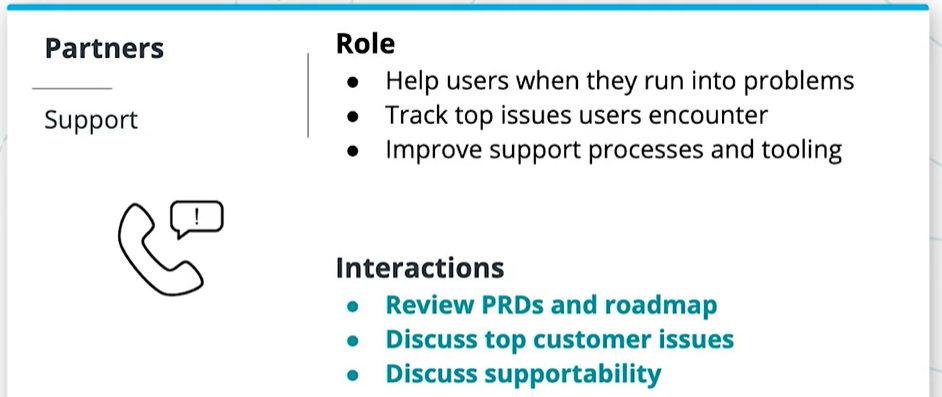 Partners
Support
!
Role
● Help users when they run into problems
● Track top issues users encounter
● Improve support processes and tooling
Interactions
● Review PRDs and roadmap
● Discuss top customer issues
● Discuss supportability